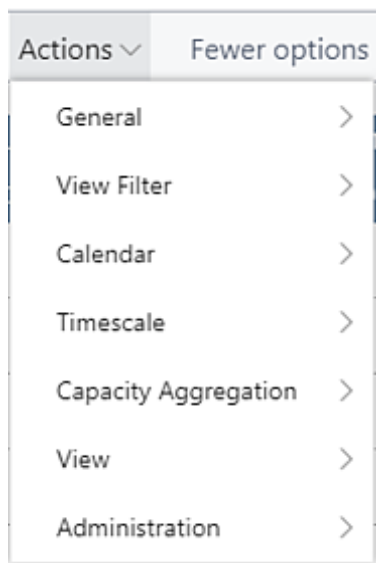 Actions Fewer options
General
View Filter
Calendar
Timescale
Capacity Aggregation
View
Administration